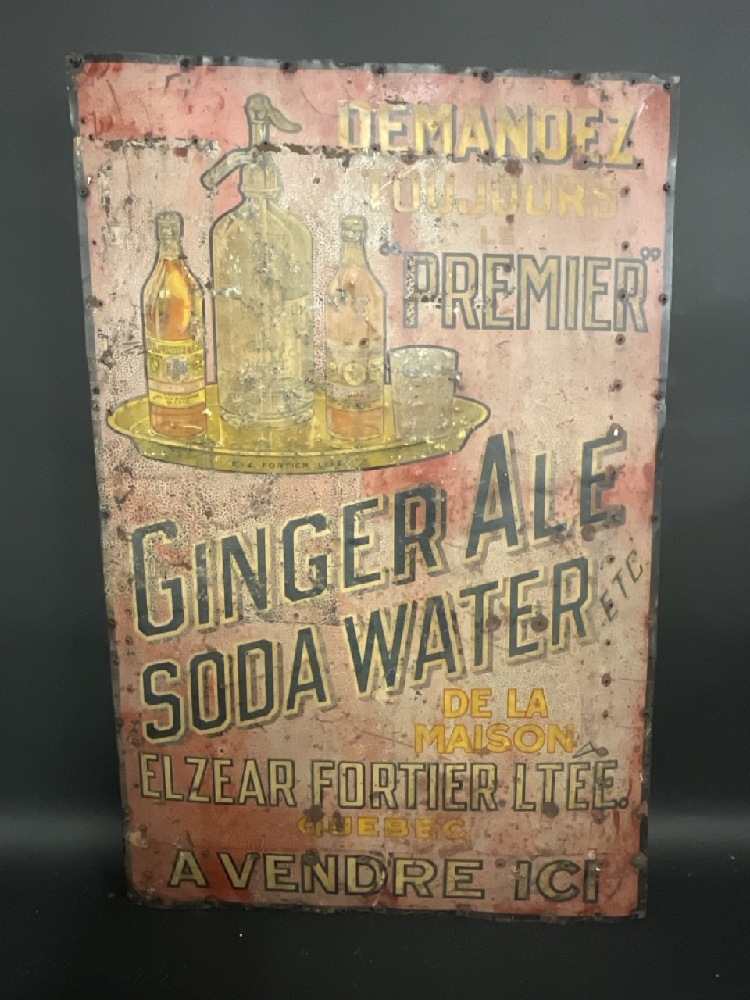 DEMANDEZ
TOUJOURS
LE
"PREMIER"
ELZ. FORTIER LTÉE
GINGER ALE
SODA WATER ETC.
DE LA
MAISON
ELZEAR FORTIER LTÉE.
QUEBEC
A VENDRE ICI